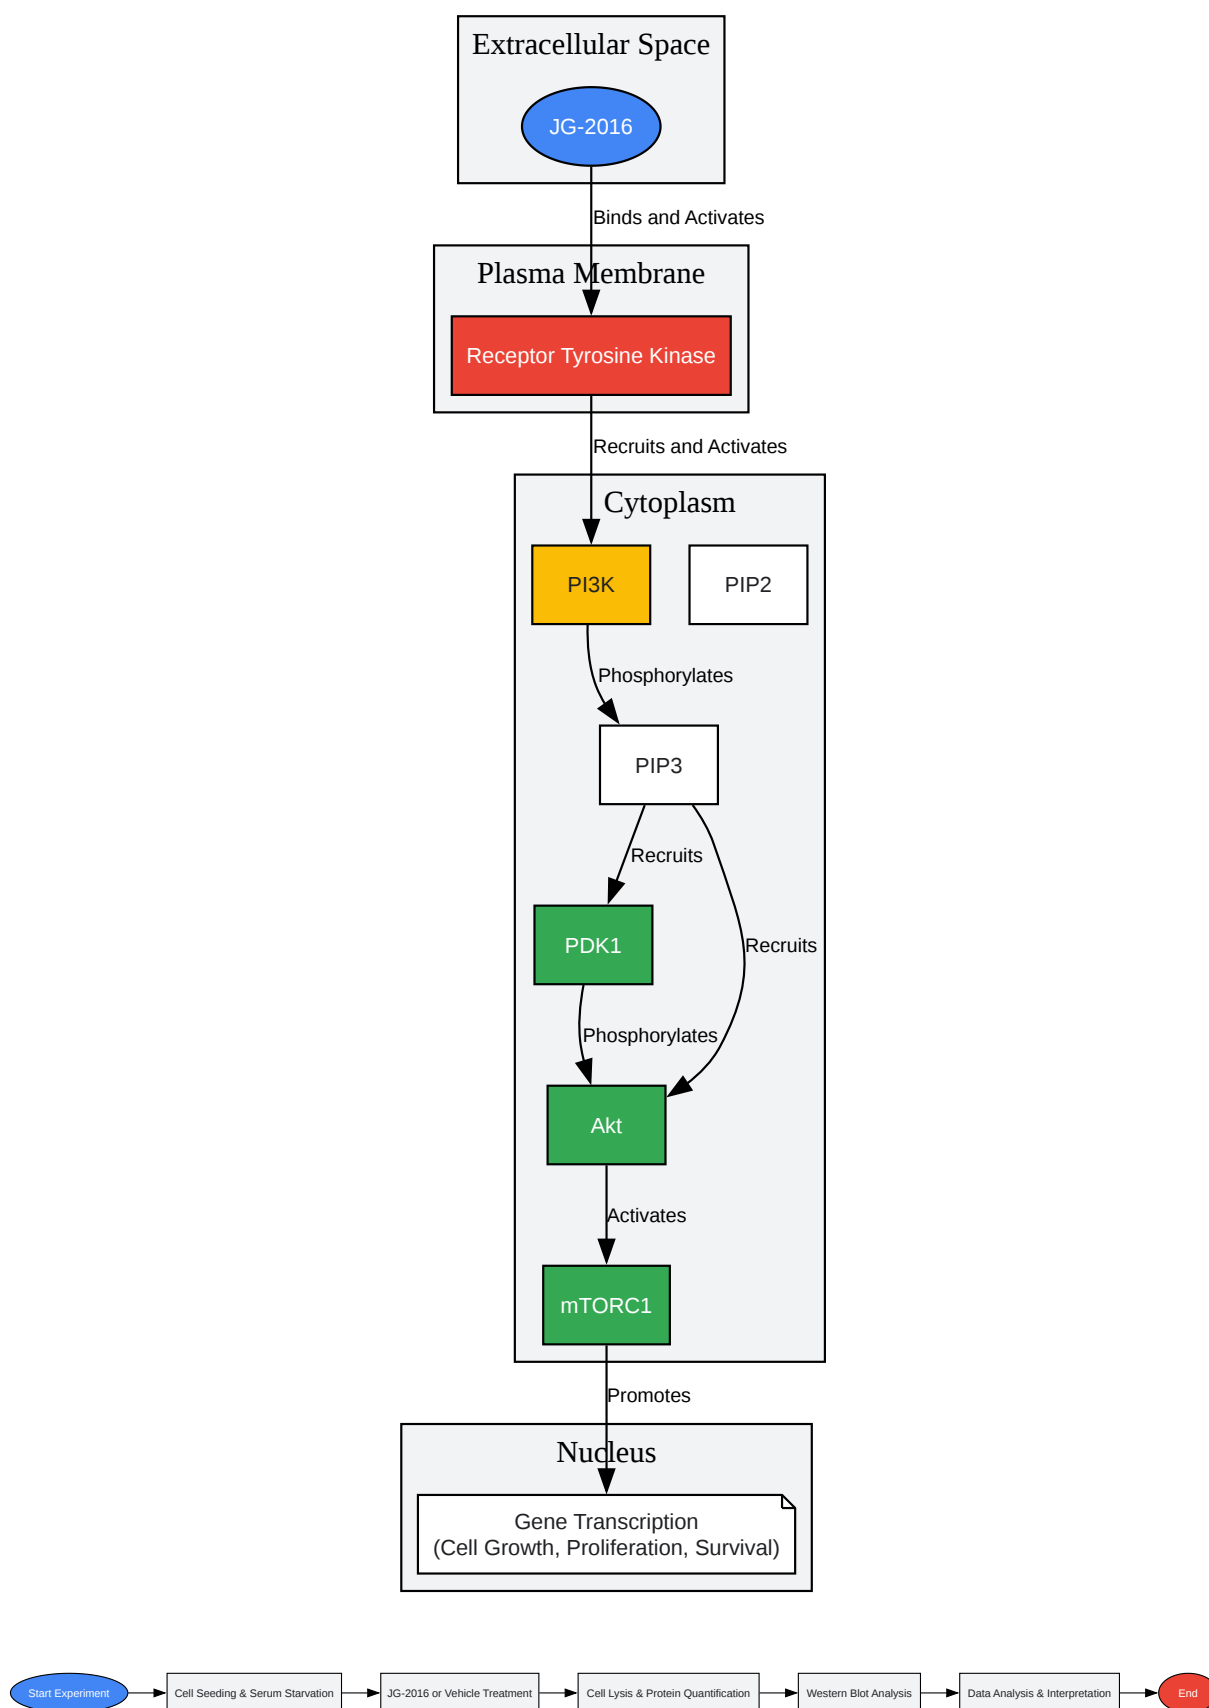 Extracellular Space
JG-2016
Binds and Activates
Plasma Membrane
Receptor Tyrosine Kinase
Recruits and Activates
Cytoplasm
PI3K
PIP2
Phosphorylates
PIP3
Recruits
PDK1
Recruits
Phosphorylates
Akt
Activates
mTORC1
Promotes
Nucleus
Gene Transcription
(Cell Growth, Proliferation, Survival)
Start Experiment
Cell Seeding & Serum Starvation
JG-2016 or Vehicle Treatment
Cell Lysis & Protein Quantification
Western Blot Analysis
Data Analysis & Interpretation
End